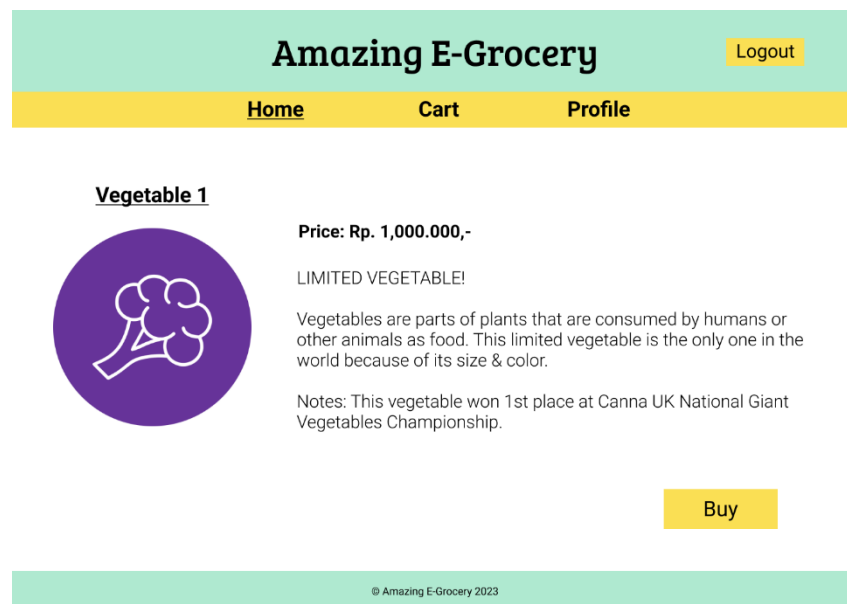 Amazing E-Grocery
Logout
Home
Cart
Profile
Vegetable 1
Price: Rp. 1,000.000,-
LIMITED VEGETABLE!
Vegetables are parts of plants that are consumed by humans or
other animals as food. This limited vegetable is the only one in the
world because of its size & color.
Notes: This vegetable won 1st place at Canna UK National Giant
Vegetables Championship.
Buy
© Amazing E-Grocery 2023